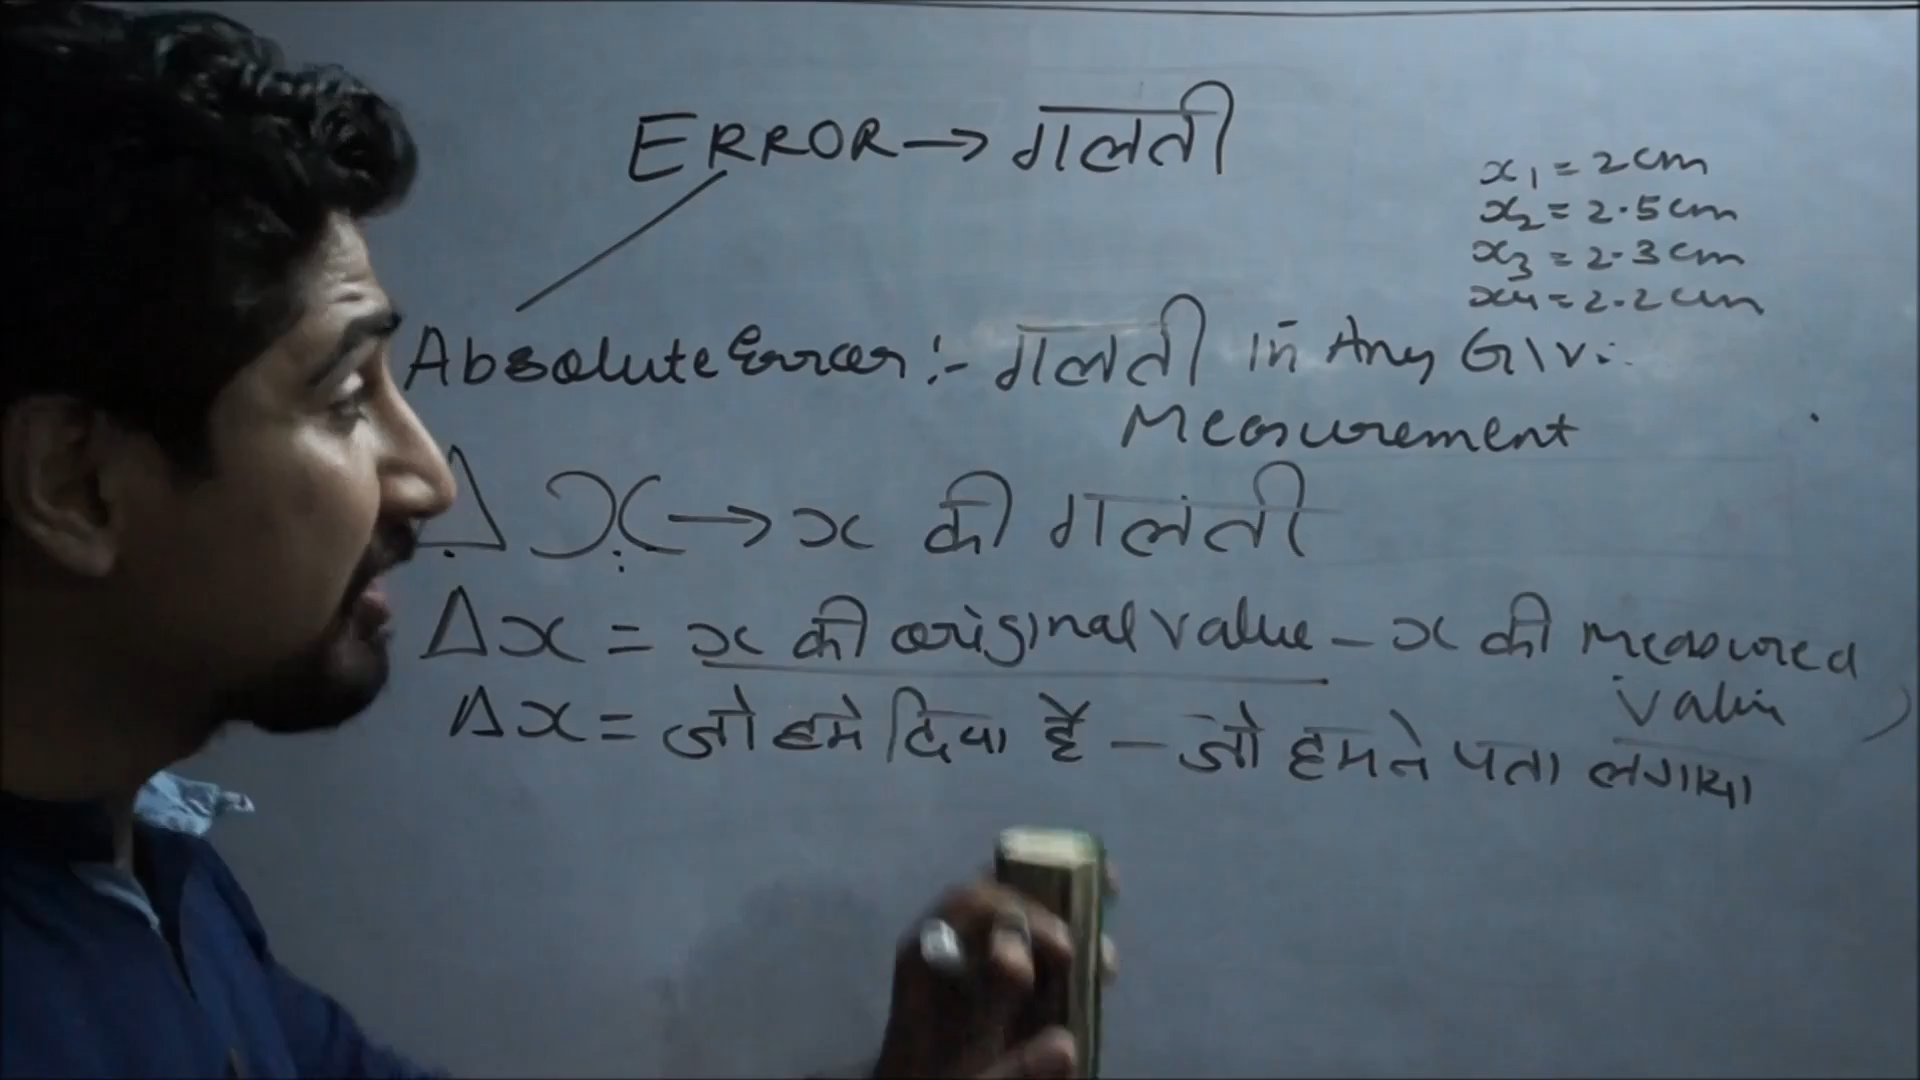 ERROR → गलती
x1 = 2cm
x2 = 2.5cm
x3 = 2.3cm
x4 = 2.2cm
Absolute Error :- गलती in Any Giv.
Measurement
Δx → x की गलती
Δx = x की original value – x की measured
value
Δx = जो हमे दिया है – जो हमने पता लगाया